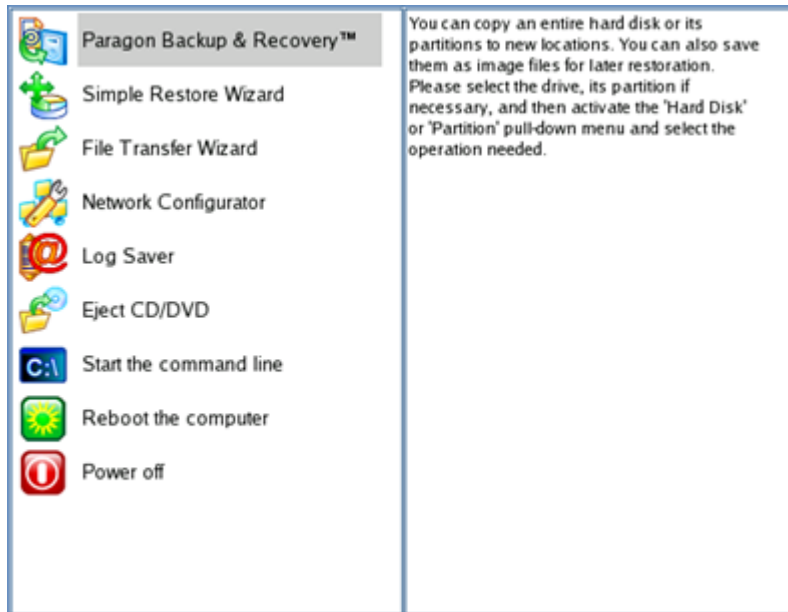 Paragon Backup & Recovery™
Simple Restore Wizard
File Transfer Wizard
Network Configurator
Log Saver
Eject CD/DVD
C:\
Start the command line
Reboot the computer
Power off
You can copy an entire hard disk or its
partitions to new locations. You can also save
them as image files for later restoration.
Please select the drive, its partition if
necessary, and then activate the 'Hard Disk'
or 'Partition' pull-down menu and select the
operation needed.